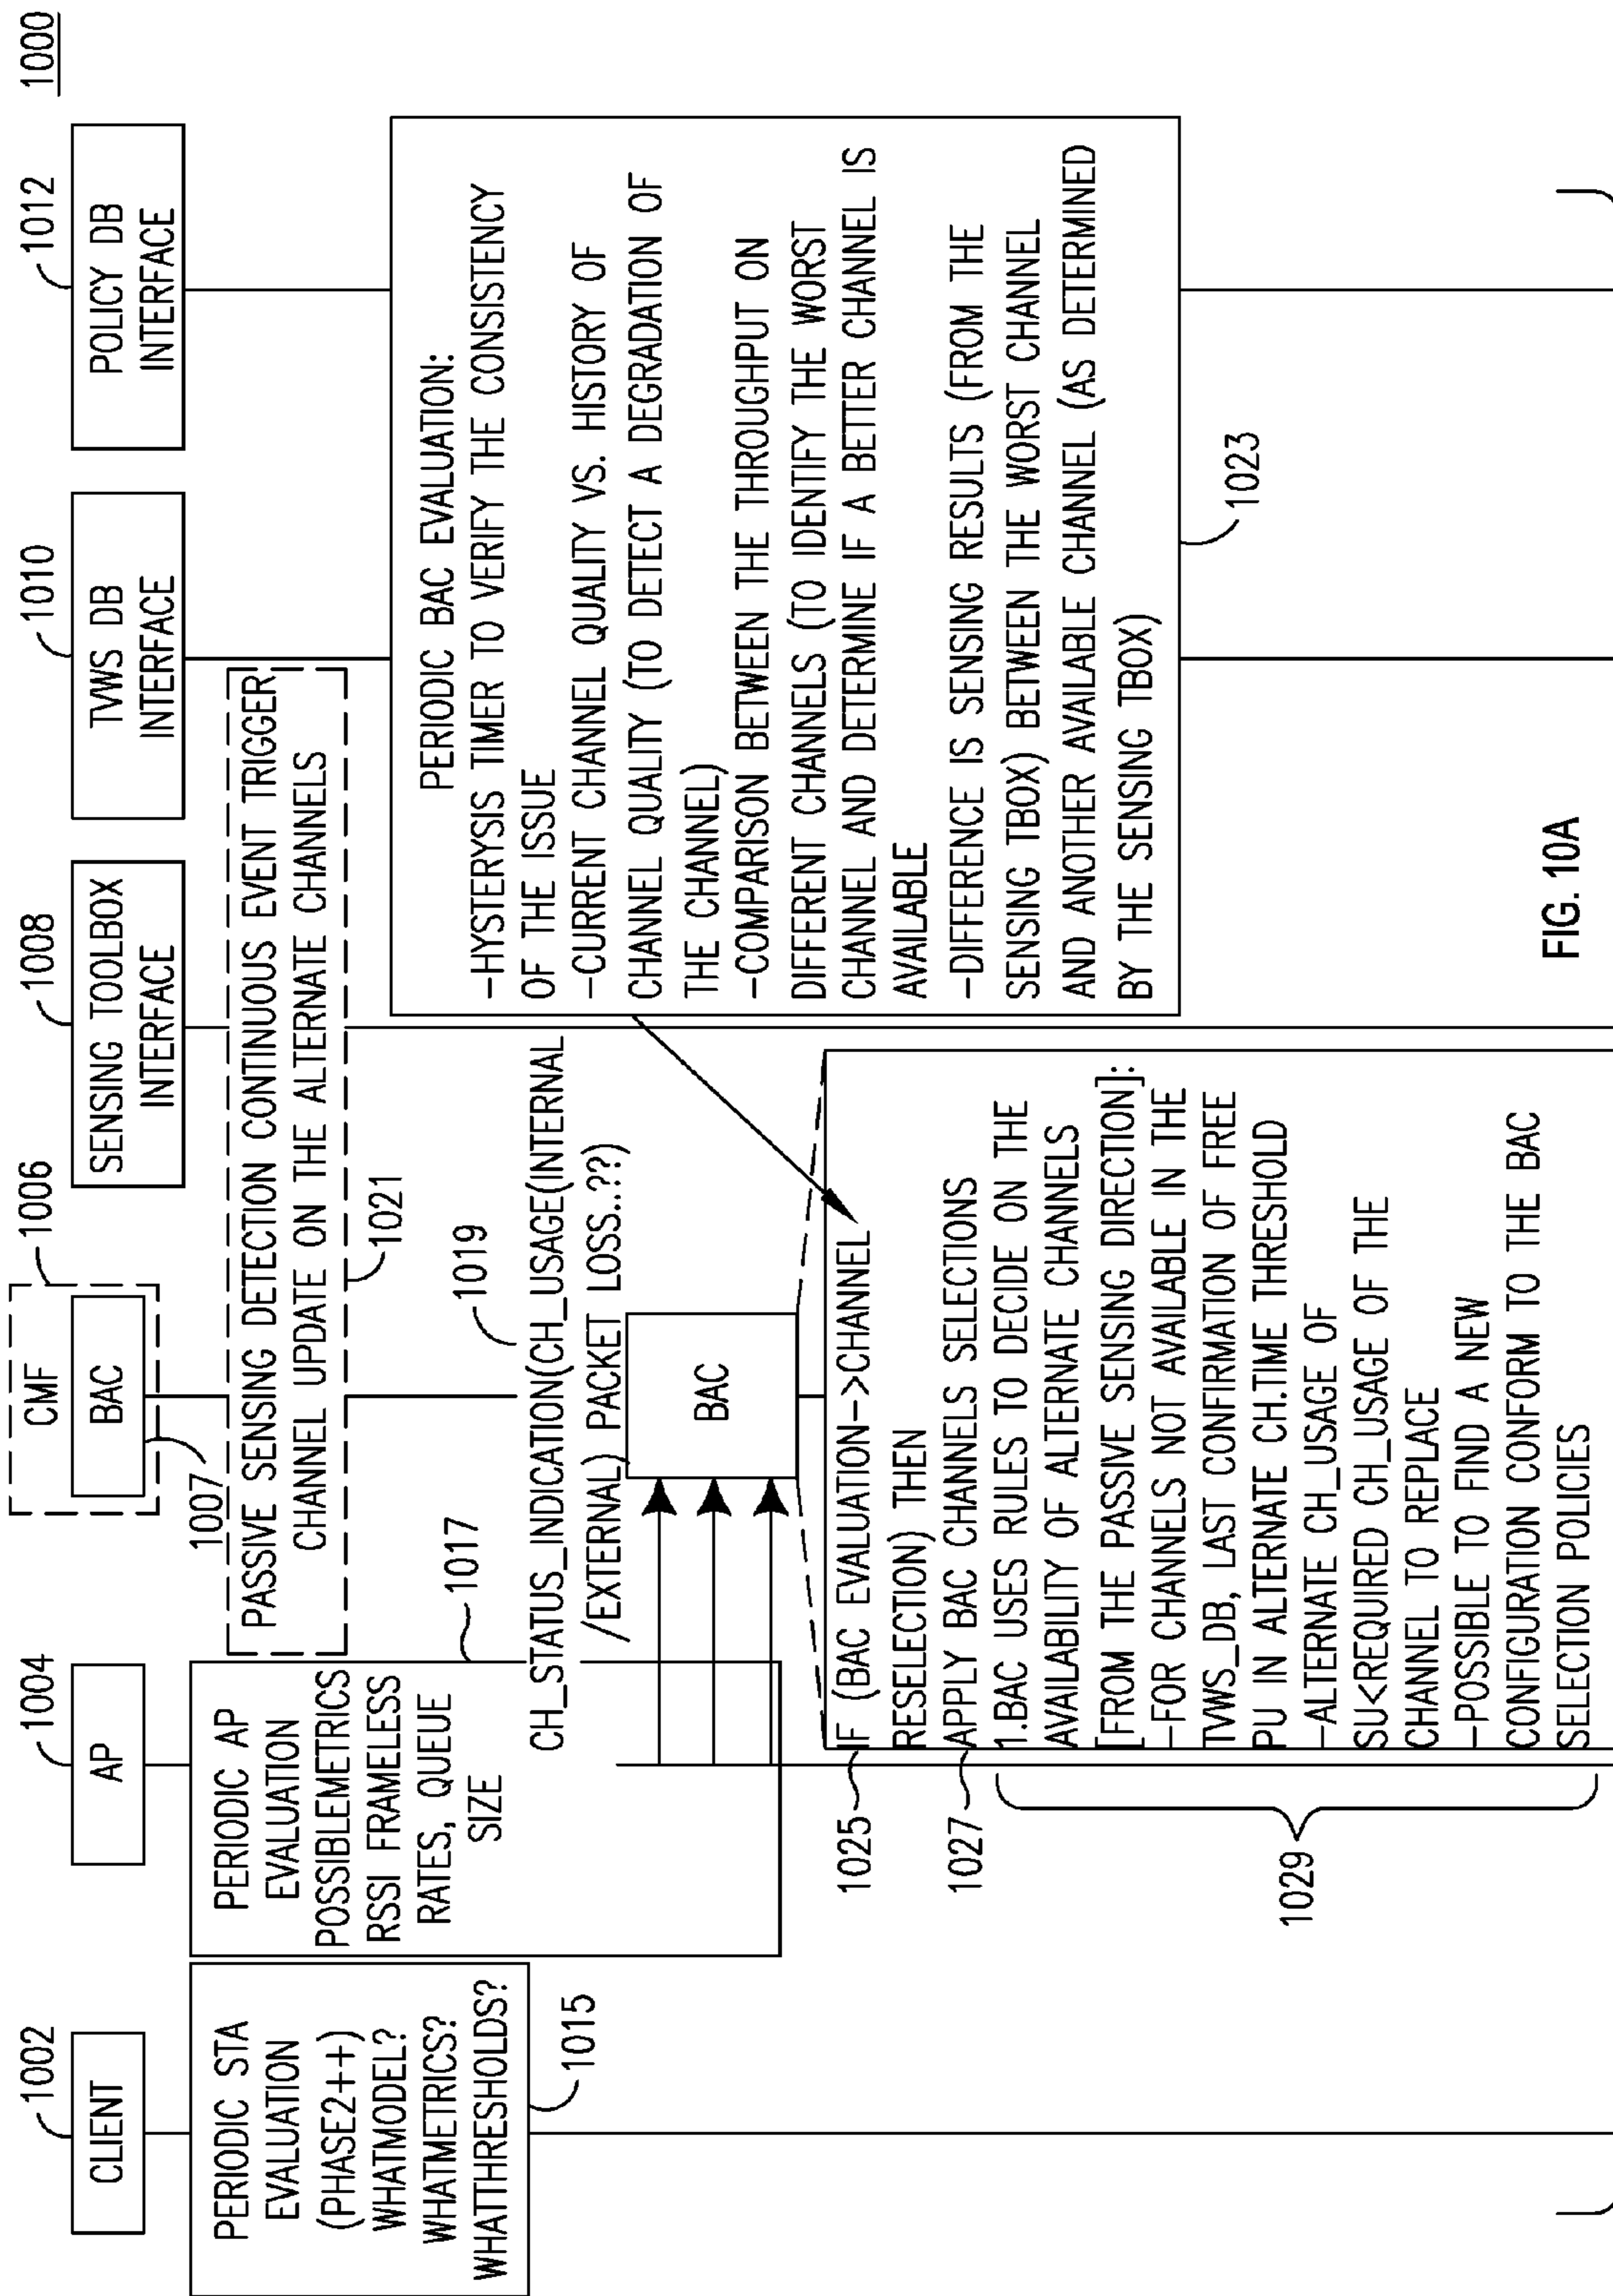 1000
1002
CLIENT
1004
AP
1006
CMF
BAC
1007
1008
SENSING TOOLBOX
INTERFACE
1010
TVWS DB
INTERFACE
1012
POLICY DB
INTERFACE
PERIODIC STA
EVALUATION
(PHASE2++)
WHATMODEL?
WHATMETRICS?
WHATTHRESHOLDS?
1015
PERIODIC AP
EVALUATION
POSSIBLEMETRICS
RSSI FRAMELESS
RATES, QUEUE
SIZE
1017
PASSIVE SENSING DETECTION CONTINUOUS EVENT TRIGGER
CHANNEL UPDATE ON THE ALTERNATE CHANNELS
1021
1019
CH_STATUS_INDICATION(CH_USAGE(INTERNAL
/EXTERNAL) PACKET LOSS..??)
BAC
PERIODIC BAC EVALUATION:
-HYSTERYSIS TIMER TO VERIFY THE CONSISTENCY
OF THE ISSUE
-CURRENT CHANNEL QUALITY VS. HISTORY OF
CHANNEL QUALITY (TO DETECT A DEGRADATION OF
THE CHANNEL)
-COMPARISON BETWEEN THE THROUGHPUT ON
DIFFERENT CHANNELS (TO IDENTIFY THE WORST
CHANNEL AND DETERMINE IF A BETTER CHANNEL IS
AVAILABLE
-DIFFERENCE IS SENSING RESULTS (FROM THE
SENSING TBOX) BETWEEN THE WORST CHANNEL
AND ANOTHER AVAILABLE CHANNEL (AS DETERMINED
BY THE SENSING TBOX)
1023
1025
IF (BAC EVALUATION->CHANNEL
RESELECTION) THEN
1027
APPLY BAC CHANNELS SELECTIONS
1.BAC USES RULES TO DECIDE ON THE
AVAILABILITY OF ALTERNATE CHANNELS
[FROM THE PASSIVE SENSING DIRECTION]:
-FOR CHANNELS NOT AVAILABLE IN THE
TVWS_DB, LAST CONFIRMATION OF FREE
PU IN ALTERNATE CH.TIME THRESHOLD
-ALTERNATE CH_USAGE OF
SU<REQUIRED CH_USAGE OF THE
CHANNEL TO REPLACE
-POSSIBLE TO FIND A NEW
CONFIGURATION CONFORM TO THE BAC
SELECTION POLICIES
1029
FIG. 10A